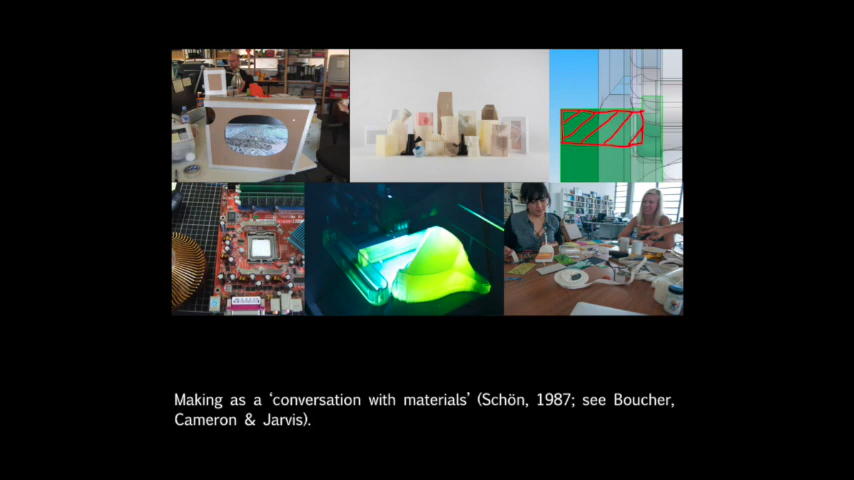 Making as a ‘conversation with materials’ (Schön, 1987; see Boucher,
Cameron & Jarvis).